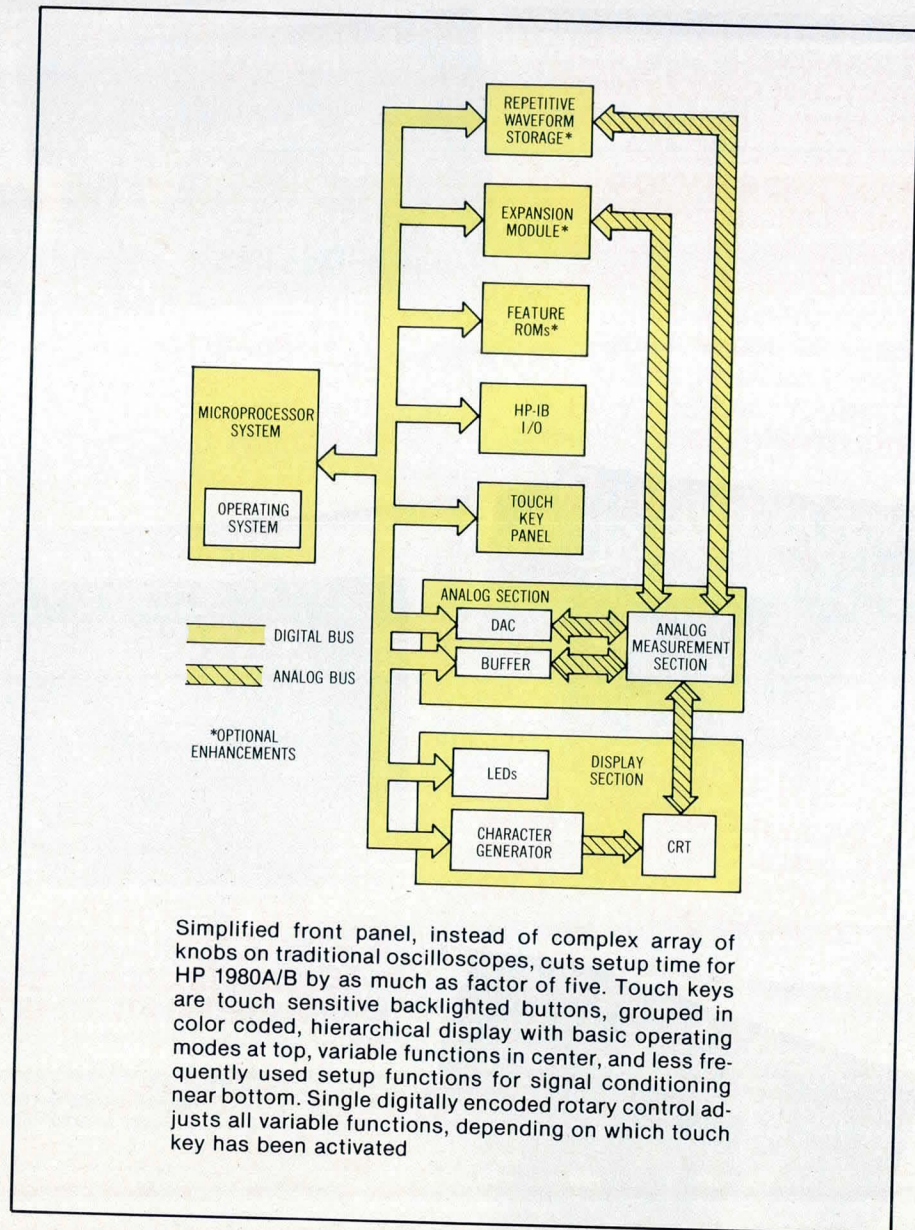 REPETITIVE
WAVEFORM
STORAGE*
EXPANSION
MODULE*
FEATURE
ROMs*
HP-IB
I/O
TOUCH
KEY
PANEL
MICROPROCESSOR
SYSTEM
OPERATING
SYSTEM
ANALOG SECTION
DAC
BUFFER
ANALOG
MEASUREMENT
SECTION
DIGITAL BUS
ANALOG BUS
*OPTIONAL
ENHANCEMENTS
LEDs
DISPLAY
SECTION
CHARACTER
GENERATOR
CRT
Simplified front panel, instead of complex array of
knobs on traditional oscilloscopes, cuts setup time for
HP 1980A/B by as much as factor of five. Touch keys
are touch sensitive backlighted buttons, grouped in
color coded, hierarchical display with basic operating
modes at top, variable functions in center, and less fre-
quently used setup functions for signal conditioning
near bottom. Single digitally encoded rotary control ad-
justs all variable functions, depending on which touch
key has been activated